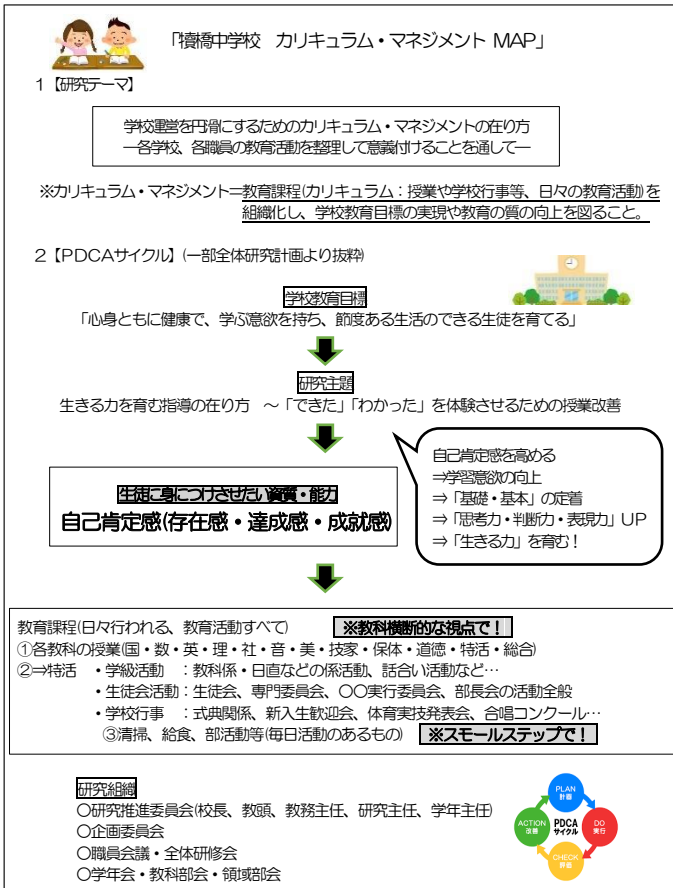 「犢橋中学校　カリキュラム・マネジメント MAP」
１【研究テーマ】
学校運営を円滑にするためのカリキュラム・マネジメントの在り方
―各学校、各職員の教育活動を整理して意義付けることを通して―
※カリキュラム・マネジメント＝教育課程(カリキュラム：授業や学校行事等、日々の教育活動)を
組織化し、学校教育目標の実現や教育の質の向上を図ること。
２【PDCAサイクル】(一部全体研究計画より抜粋)
学校教育目標
「心身ともに健康で、学ぶ意欲を持ち、節度ある生活のできる生徒を育てる」
研究主題
生きる力を育む指導の在り方　～「できた」「わかった」を体験させるための授業改善
自己肯定感を高める
⇒学習意欲の向上
⇒「基礎・基本」の定着
⇒「思考力・判断力・表現力」UP
⇒「生きる力」を育む！
生徒に身につけさせたい資質・能力
自己肯定感(存在感・達成感・成就感)
教育課程(日々行われる、教育活動すべて)　※教科横断的な視点で！
①各教科の授業(国・数・英・理・社・音・美・技家・保体・道徳・特活・総合)
②⇒特活　・学級活動　：教科係・日直などの係活動、話合い活動など…
・生徒会活動：生徒会、専門委員会、〇〇実行委員会、部長会の活動全般
・学校行事　：式典関係、新入生歓迎会、体育実技発表会、合唱コンクール…
③清掃、給食、部活動等(毎日活動のあるもの)　※スモールステップで！
研究組織
〇研究推進委員会(校長、教頭、教務主任、研究主任、学年主任)
〇企画委員会
〇職員会議・全体研修会
〇学年会・教科部会・領域部会
PLAN
計画
DO
実行
CHECK
評価
ACTION
改善
PDCA
サイクル